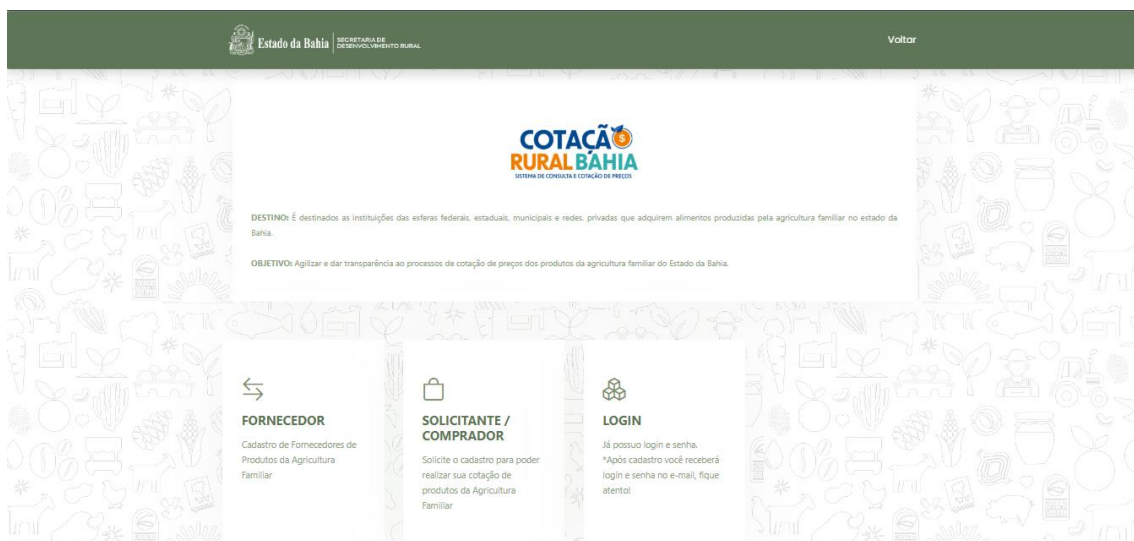 Estado da Bahia
SECRETARIA DE
DESENVOLVIMENTO RURAL
Voltar
COTAÇÃO
RURAL BAHIA
SISTEMA DE CONSULTA E COTAÇÃO DE PREÇOS
DESTINO: É destinados as instituições das esferas federais, estaduais, municipais e redes. privadas que adquirem alimentos produzidas pela agricultura familiar no estado da
Bahia.
OBJETIVO: Agilizar e dar transparência ao processos de cotação de preços dos produtos da agricultura familiar do Estado da Bahia.
FORNECEDOR
Cadastro de Fornecedores de
Produtos da Agricultura
Familiar
SOLICITANTE /
COMPRADOR
Solicite o cadastro para poder
realizar sua cotação de
produtos da Agricultura
Familiar
LOGIN
Já possuo login e senha.
*Após cadastro você receberá
login e senha no e-mail, fique
atento!